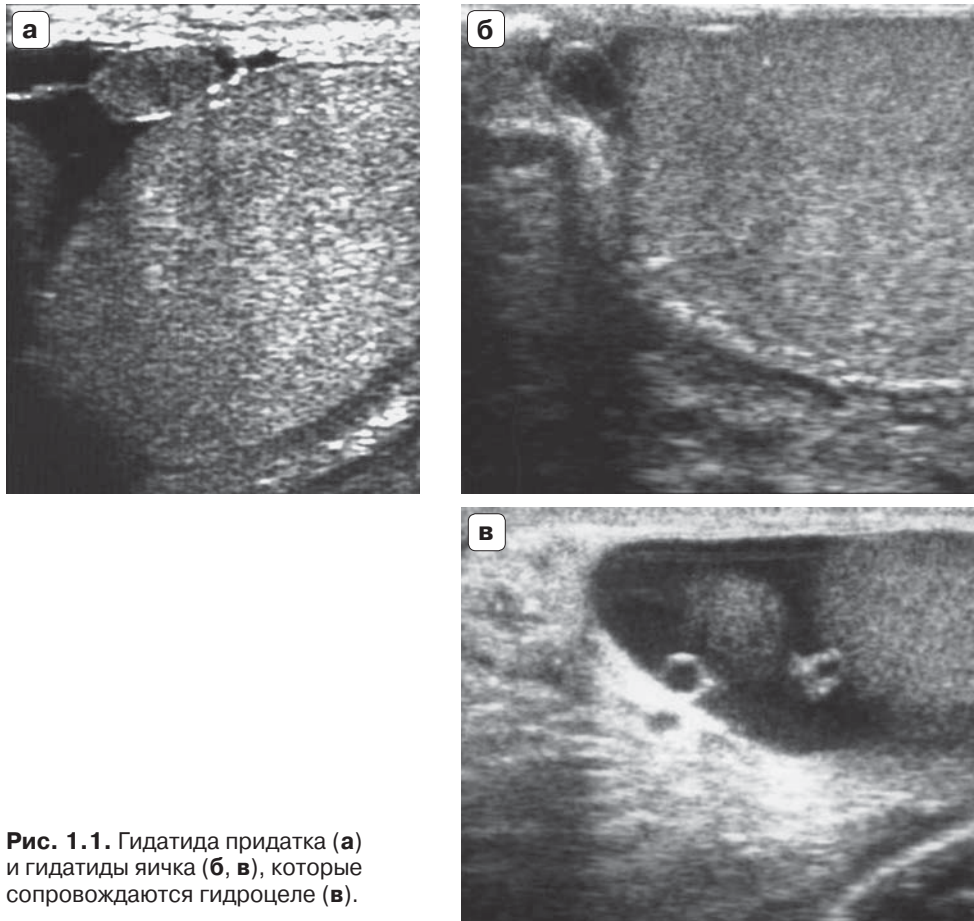 а
б
в
Рис. 1.1. Гидатида придатка (а)
и гидатиды яичка (б, в), которые
сопровождаются гидроцеле (в).